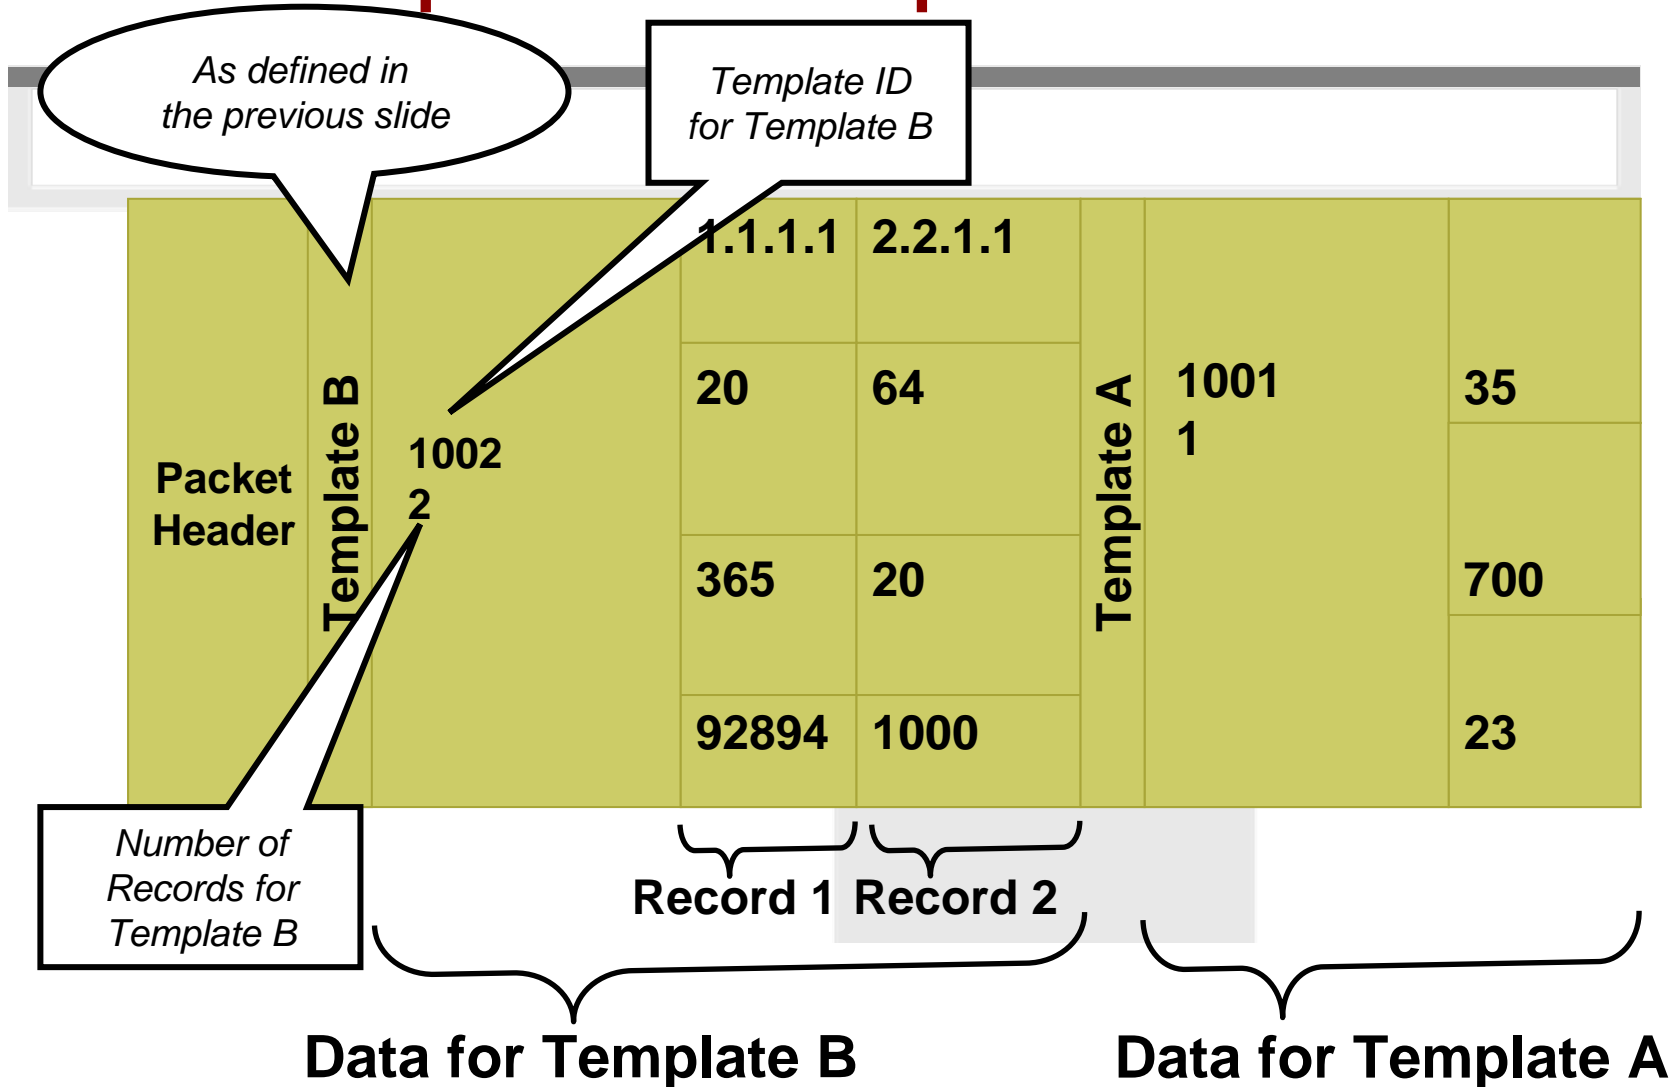 As defined in
the previous slide
Template ID
for Template B
Packet
Header
Template B
1002
2
1.1.1.1
2.2.1.1
20
64
365
20
92894
1000
Template A
1001
1
35
700
23
Number of
Records for
Template B
Record 1
Record 2
Data for Template B
Data for Template A